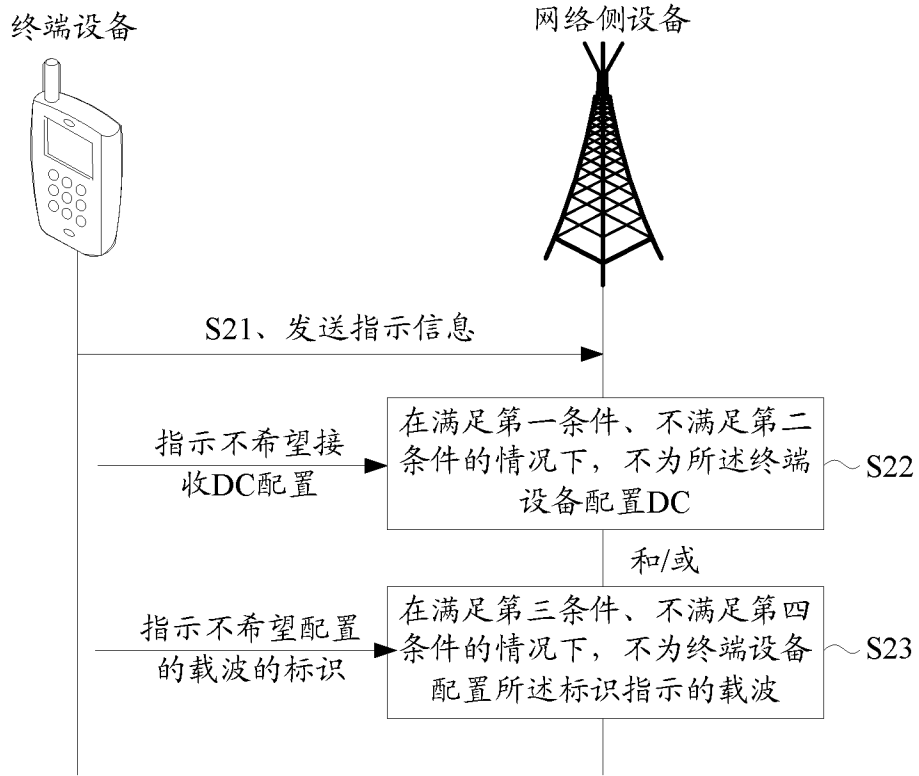 终端设备
网络侧设备
S21、发送指示信息
指示不希望接
收DC配置
在满足第一条件、不满足第二
条件的情况下，不为所述终端
设备配置DC
S22
和/或
指示不希望配置
的载波的标识
在满足第三条件、不满足第四
条件的情况下，不为终端设备
配置所述标识指示的载波
S23